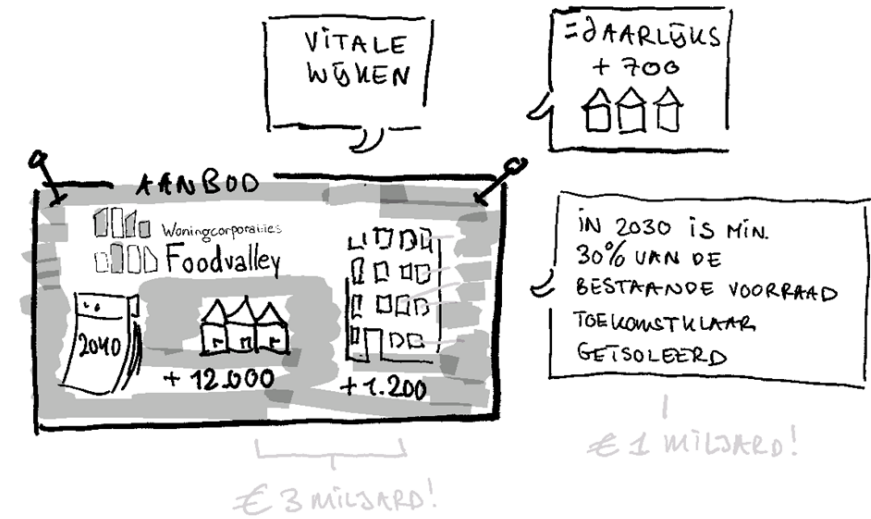 VITALE
WIJKEN
= JAARLIJKS
+ 700
AANBOD
Woningcorporaties
Foodvalley
2040
+ 12.000
+ 1.200
IN 2030 IS MIN.
30% VAN DE
BESTAANDE VOORRAAD
TOEKOMSTKLAAR
GEÏSOLEERD
€ 3 MILJARD!
€ 1 MILJARD!